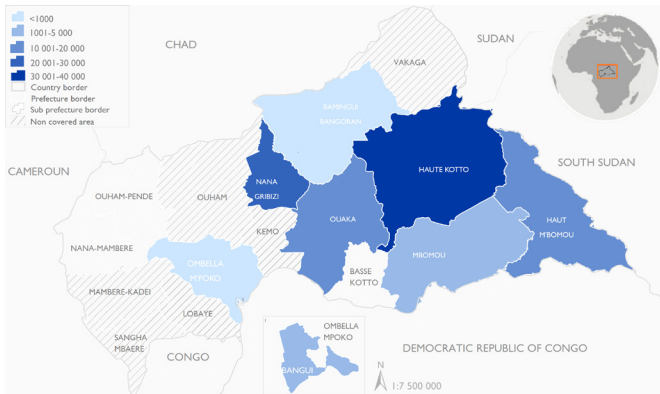 <1000
1001-5 000
10 001-20 000
20 001-30 000
30 001-40 000
Country border
Prefecture border
Sub prefecture border
Non covered area
CHAD
SUDAN
VAKAGA
BAMINGUI
BANGORAN
CAMEROUN
SOUTH SUDAN
HAUTE KOTTO
NANA
GRIBIZI
OUHAM-PENDE
OUHAM
OUAKA
HAUT
M'BOMOU
KEMO
NANA-MAMBERE
MBOMOU
OMBELLA
M'POKO
BASSE
KOTTO
MAMBERE-KADEI
1
LOBAYE
SANGHA
MBAERE
CONGO
1
OMBELLA
MPOKO
BANGUI
DEMOCRATIC REPUBLIC OF CONGO
N
1:7 500 000